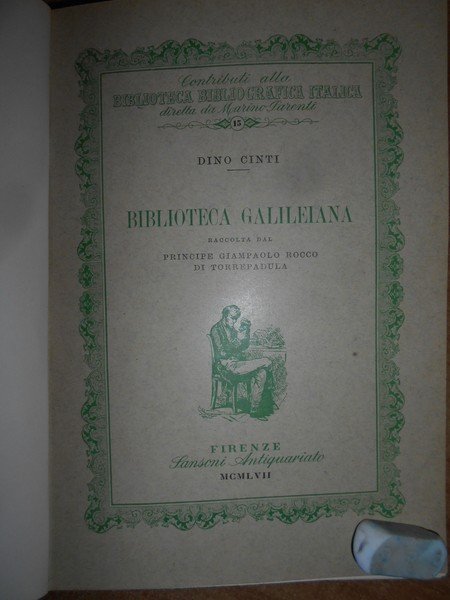 Contributi alla
BIBLIOTECA BIBLIOGRAFICA ITALICA
diretta da Marino Parenti
15
DINO CINTI
BIBLIOTECA GALILEIANA
RACCOLTA DAL
PRINCIPE GIAMPAOLO ROCCO
DI TORREPADULA
FIRENZE
Sansoni Antiquariato
MCMLVII